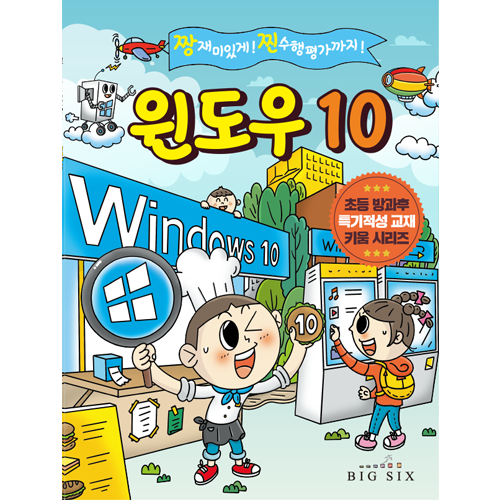 짱 재미있게! 찐 수행평가까지!
윈도우 10
초등 방과후
특기적성 교재
키움 시리즈
Windows 10
Wi
10
BIG SIX